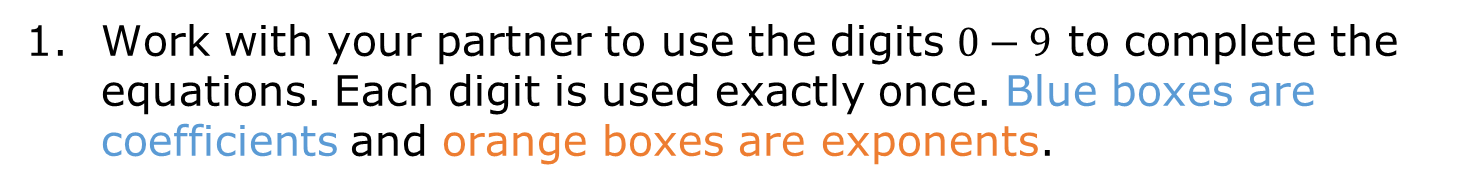 1. Work with your partner to use the digits 0 – 9 to complete the
equations. Each digit is used exactly once. Blue boxes are
coefficients and orange boxes are exponents.